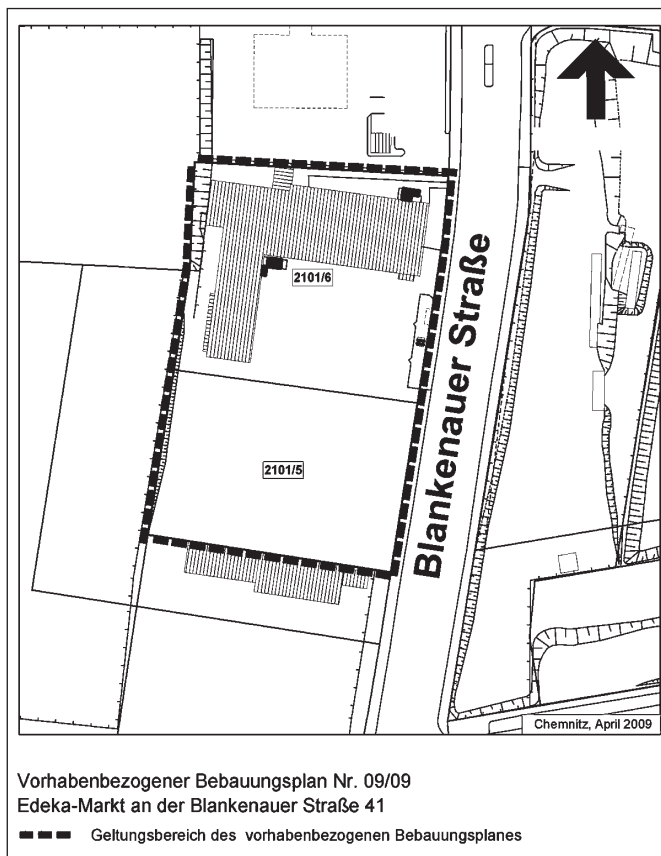 2101/6
Blankenauer Straße
2101/5
Chemnitz, April 2009
Vorhabenbezogener Bebauungsplan Nr. 09/09
Edeka-Markt an der Blankenauer Straße 41
Geltungsbereich des vorhabenbezogenen Bebauungsplanes